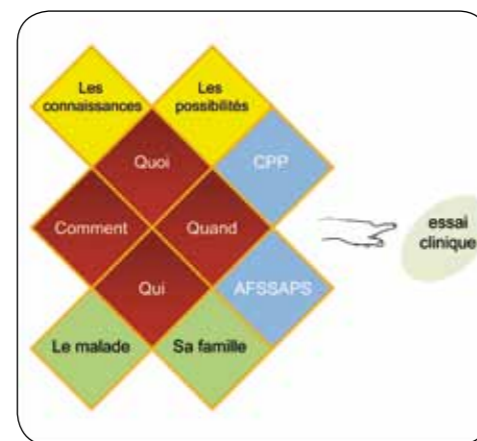 Les
connaissances
Les
possibilités
Quoi
CPP
Comment
Quand
essai
clinique
Qui
AFSSAPS
Le malade
Sa famille